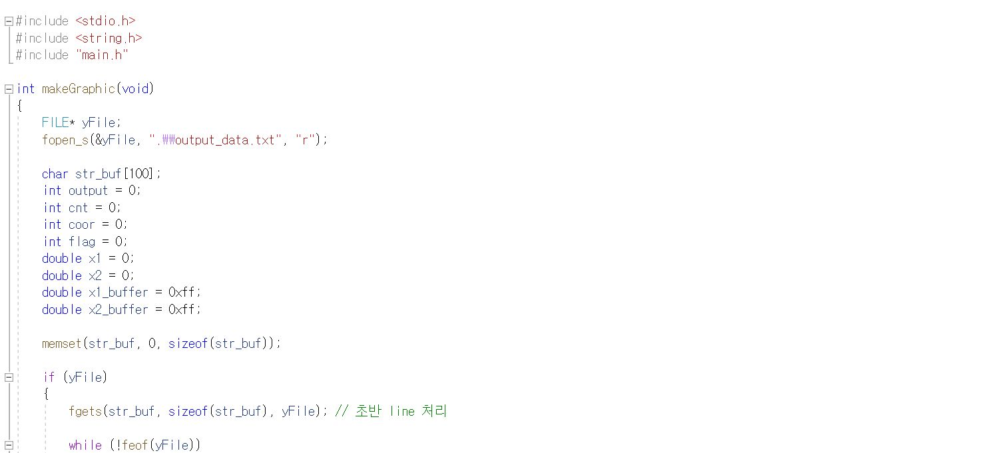 #include <stdio.h>
#include <string.h>
#include "main.h"
int makeGraphic(void)
{
FILE* yFile;
fopen_s(&yFile, ".₩₩output_data.txt", "r");
char str_buf[100];
int output = 0;
int cnt = 0;
int coor = 0;
int flag = 0;
double x1 = 0;
double x2 = 0;
double x1_buffer = 0xff;
double x2_buffer = 0xff;
memset(str_buf, 0, sizeof(str_buf));
if (yFile)
{
fgets(str_buf, sizeof(str_buf), yFile); // 초반 line 처리
while (!feof(yFile))